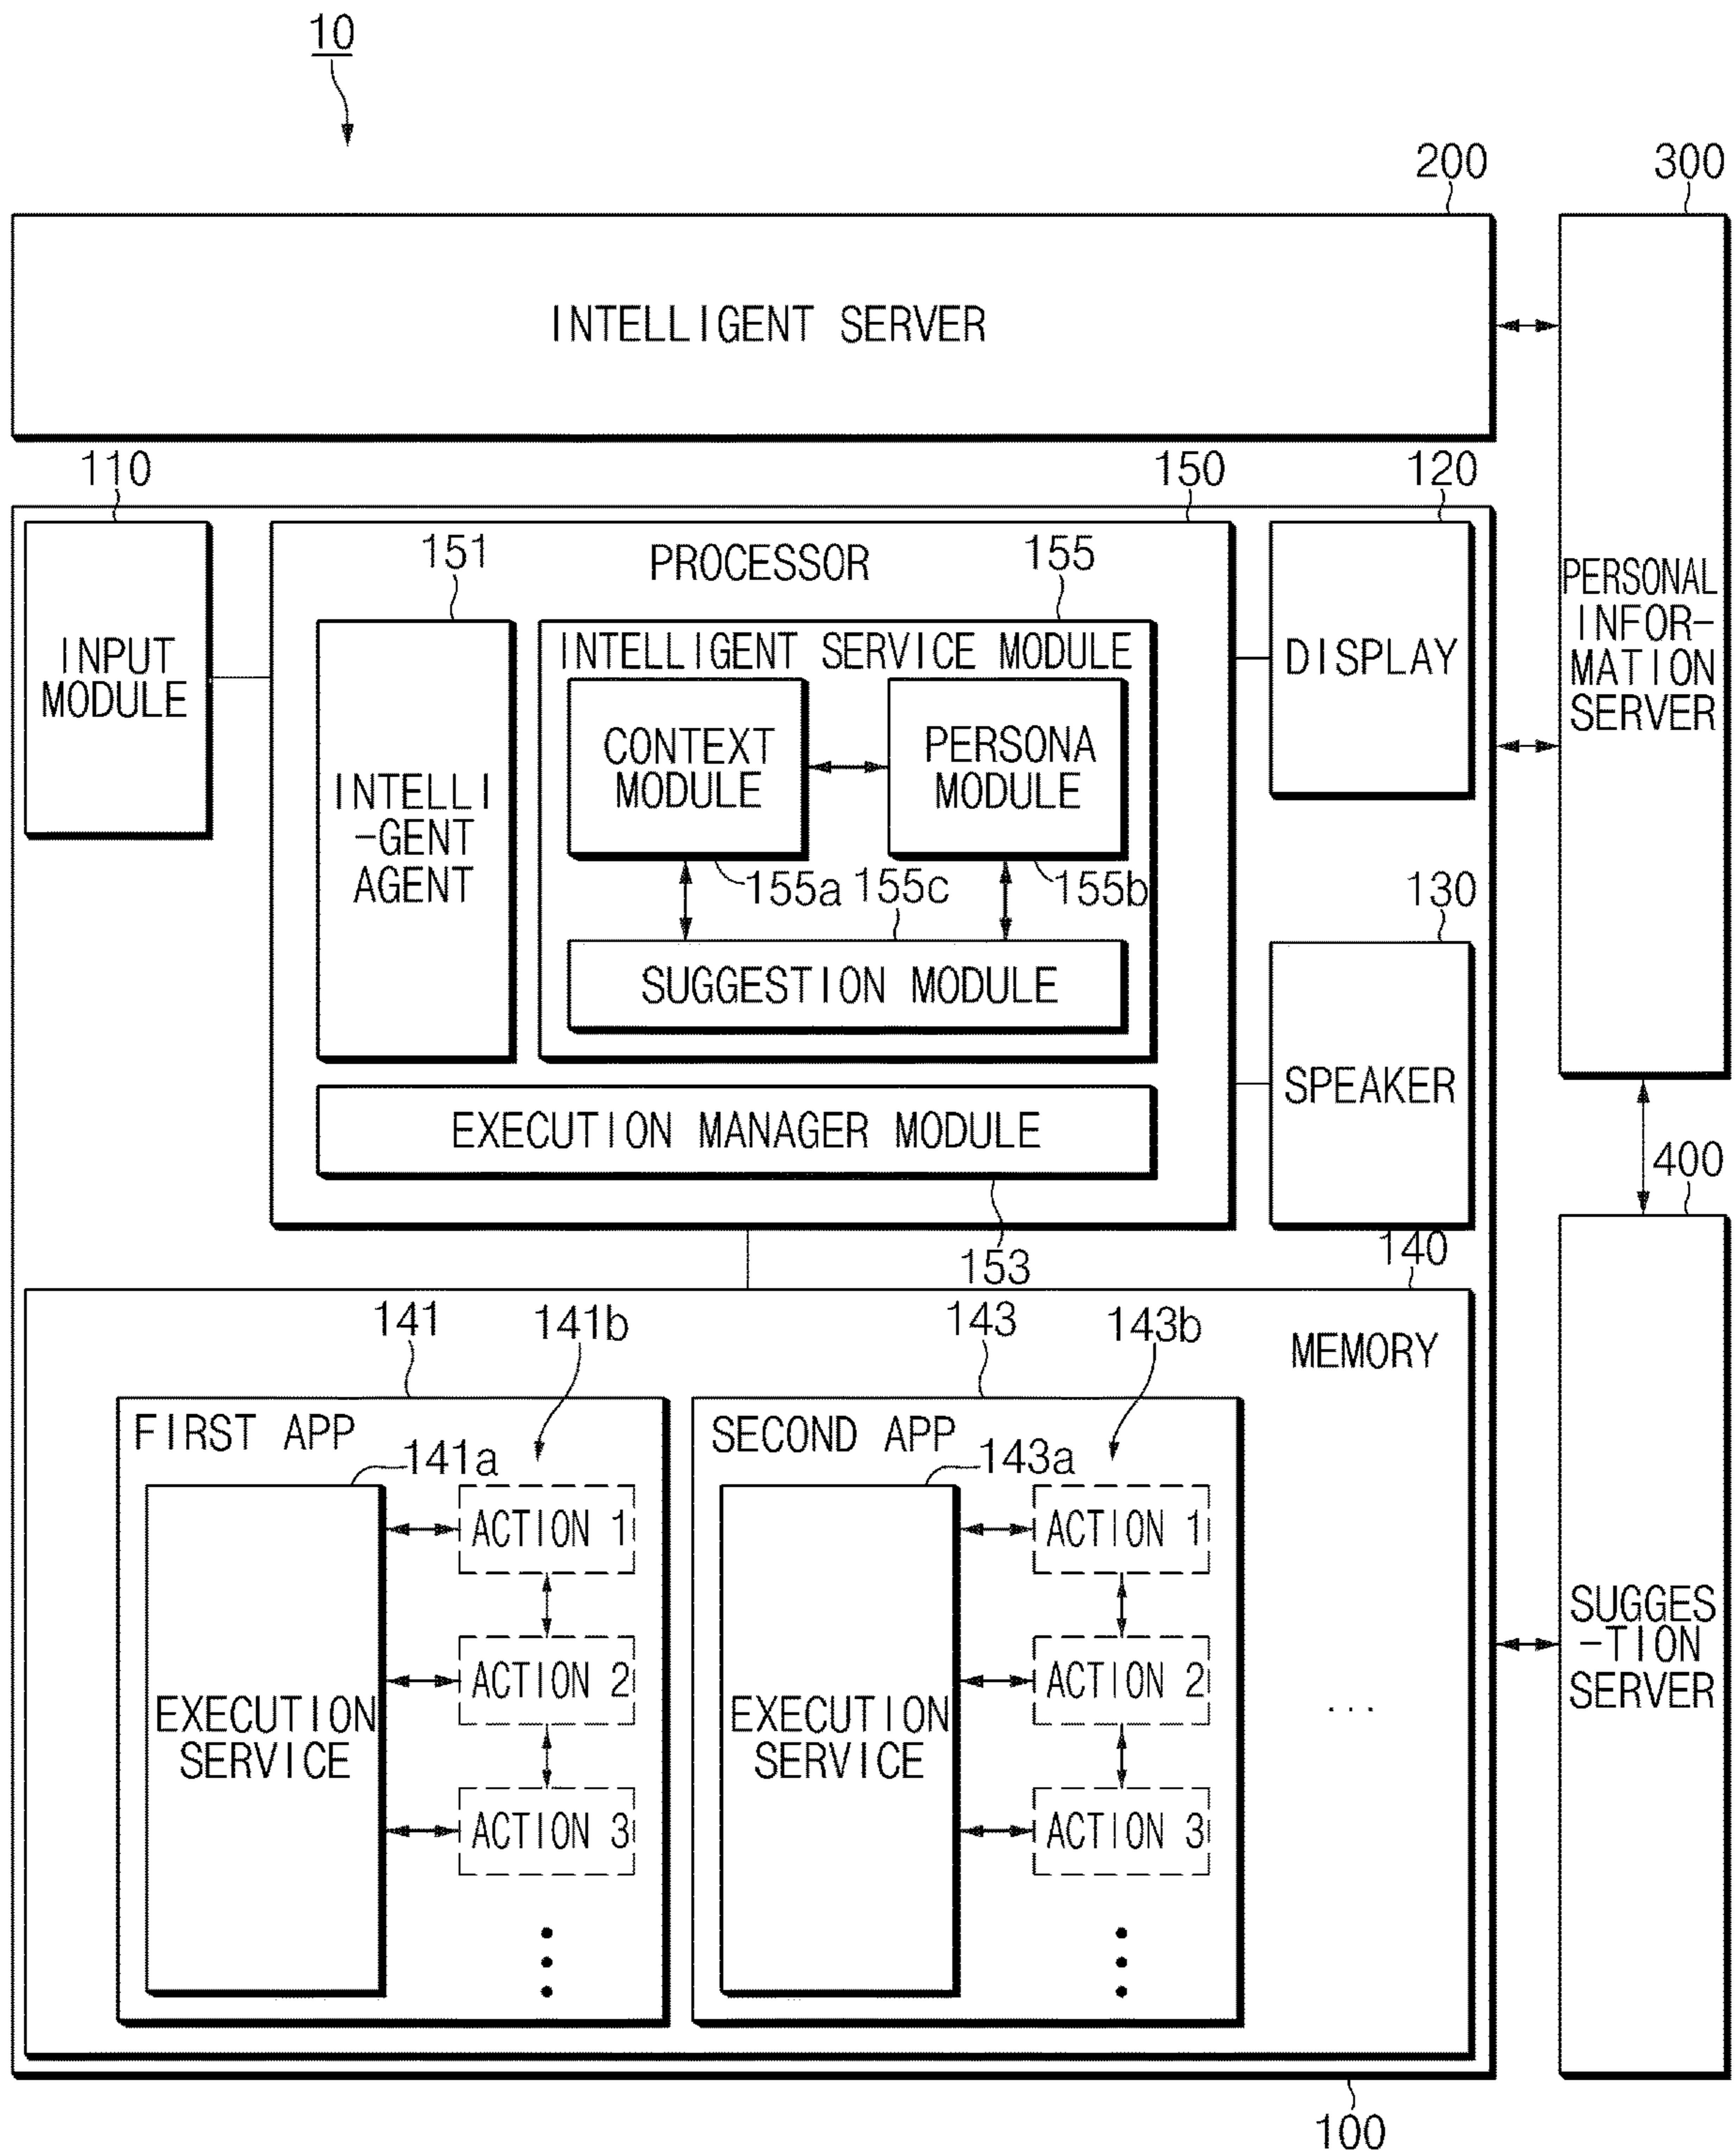 10
200
300
INTELLIGENT SERVER
110
150
120
151
PROCESSOR
155
INPUT
MODULE
INTELLIGENT SERVICE MODULE
DISPLAY
PERSONAL
INFOR-
MATION
SERVER
CONTEXT
MODULE
PERSONA
MODULE
INTELLI
-GENT
AGENT
155a
155c
155b
130
SUGGESTION MODULE
SPEAKER
EXECUTION MANAGER MODULE
153
400
140
141
141b
143
143b
MEMORY
FIRST APP
SECOND APP
141a
143a
ACTION 1
ACTION 1
ACTION 2
ACTION 2
EXECUTION
SERVICE
EXECUTION
SERVICE
...
SUGGES
-TION
SERVER
ACTION 3
ACTION 3
100